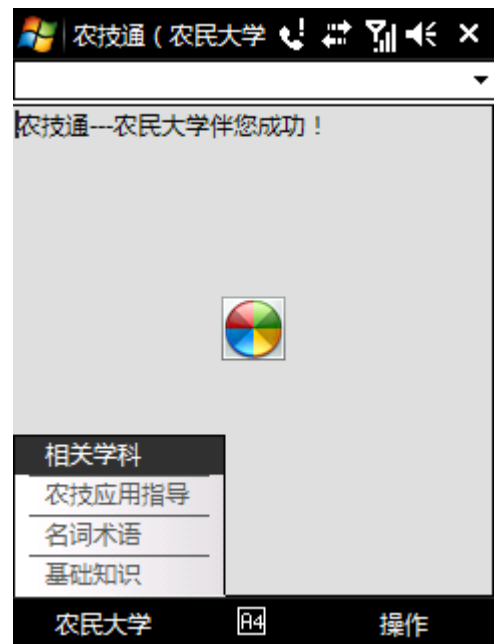 农技通 ( 农民大学
农技通---农民大学伴您成功！
相关学科
农技应用指导
名词术语
基础知识
农民大学
A4
操作